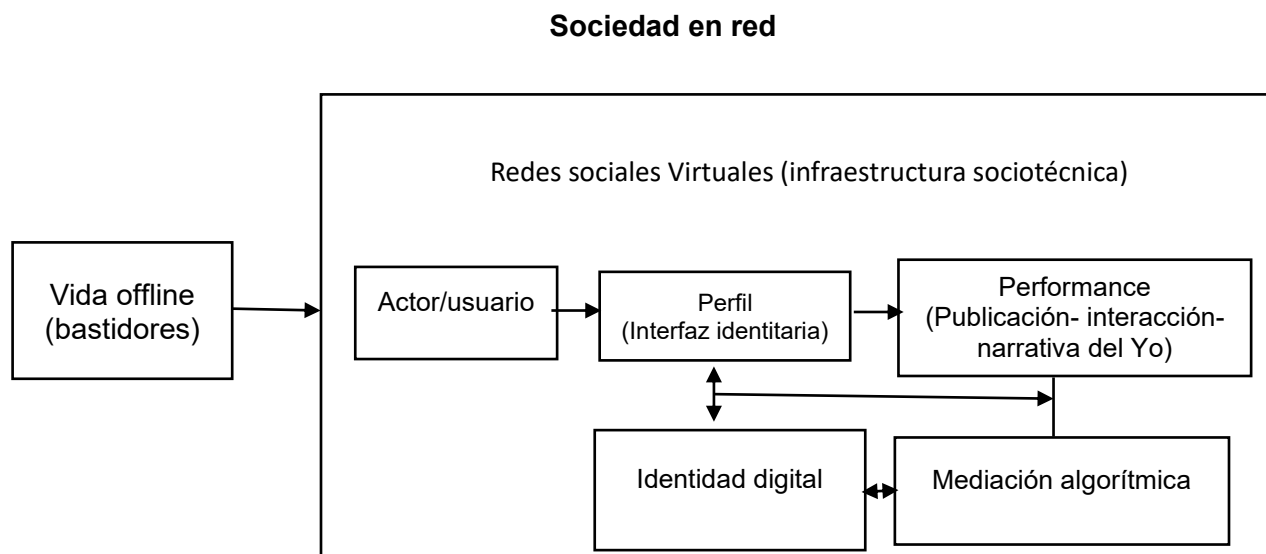 Sociedad en red
Redes sociales Virtuales (infraestructura sociotécnica)
Vida offline
(bastidores)
Actor/usuario
Perfil
(Interfaz identitaria)
Performance
(Publicación- interacción-
narrativa del Yo)
Identidad digital
Mediación algorítmica